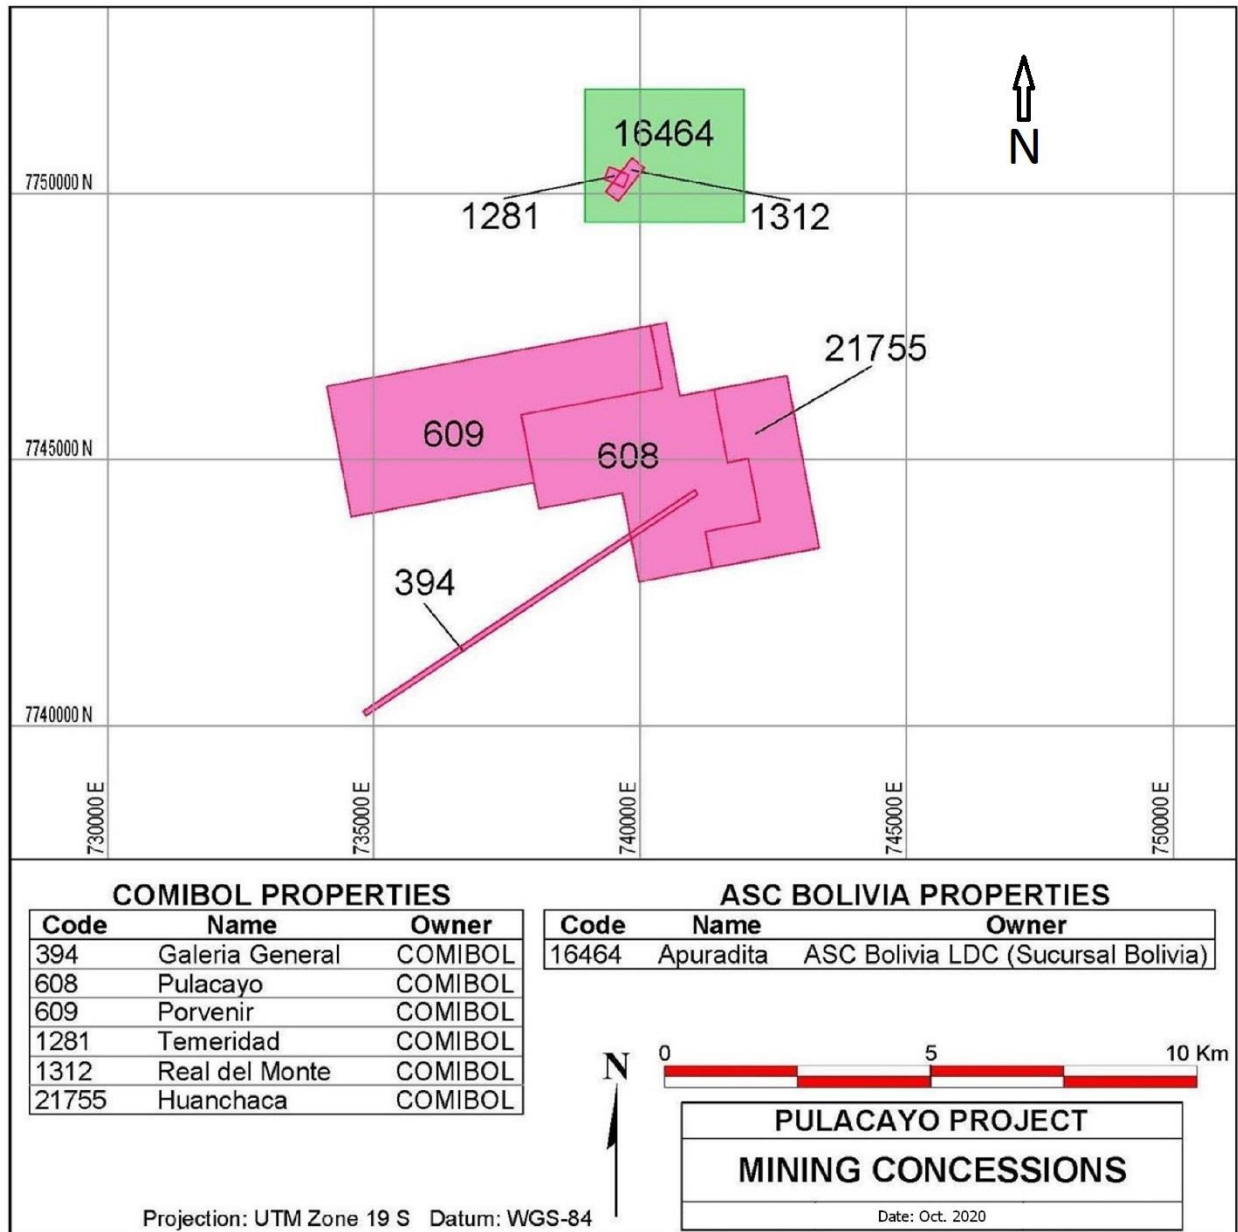 16464
N
7750000 N
1281
1312
21755
609
608
7745000 N
394
7740000 N
730000 E
735000 E
740000 E
745000 E
750000 E
COMIBOL PROPERTIES
Code Name Owner
394 Galeria General COMIBOL
608 Pulacayo COMIBOL
609 Porvenir COMIBOL
1281 Temeridad COMIBOL
1312 Real del Monte COMIBOL
21755 Huanchaca COMIBOL
ASC BOLIVIA PROPERTIES
Code Name Owner
16464 Apuradita ASC Bolivia LDC (Sucursal Bolivia)
N
0 5 10 Km
PULACAYO PROJECT
MINING CONCESSIONS
Date: Oct. 2020
Projection: UTM Zone 19 S Datum: WGS-84